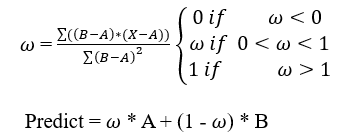 ω = ∑((B−A)∗(X−A)) / ∑(B−A)² { 0 if ω < 0
ω if 0 < ω < 1
1 if ω > 1
Predict = ω * A + (1 - ω) * B